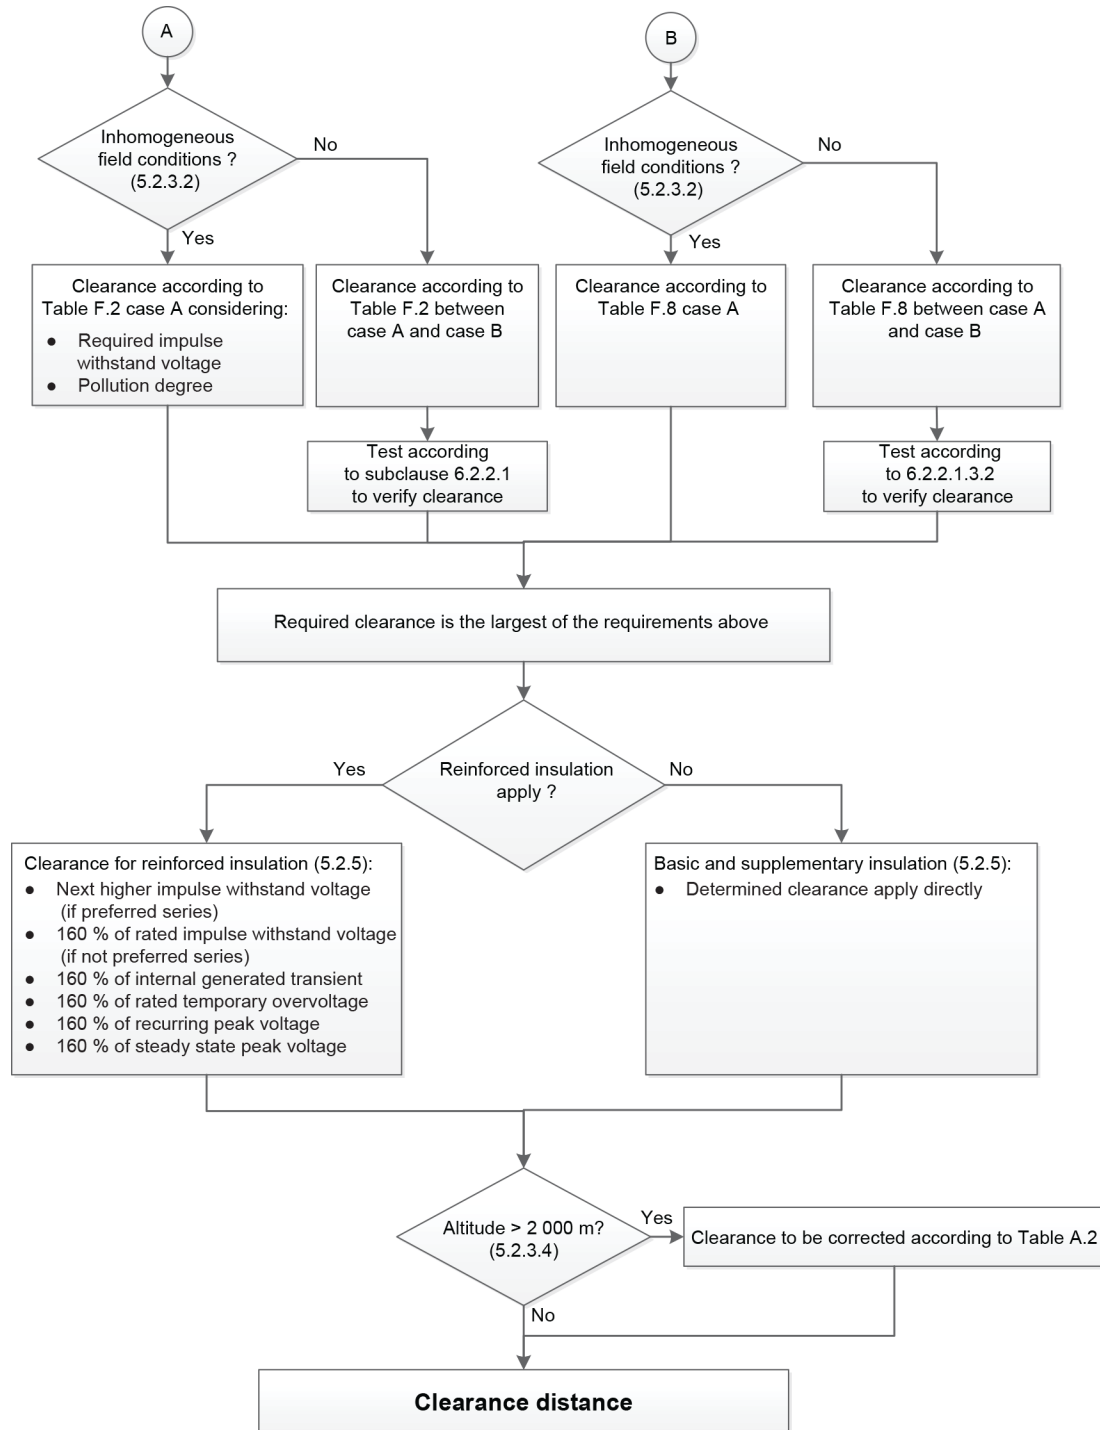 A
B
Inhomogeneous
field conditions ?
(5.2.3.2)
No
Yes
Inhomogeneous
field conditions ?
(5.2.3.2)
No
Yes
Clearance according to
Table F.2 case A considering:
● Required impulse
withstand voltage
● Pollution degree
Clearance according to
Table F.2 between
case A and case B
Clearance according to
Table F.8 case A
Clearance according to
Table F.8 between case A
and case B
Test according
to subclause 6.2.2.1
to verify clearance
Test according
to 6.2.2.1.3.2
to verify clearance
Required clearance is the largest of the requirements above
Reinforced insulation
apply ?
Yes
No
Clearance for reinforced insulation (5.2.5):
● Next higher impulse withstand voltage
(if preferred series)
● 160 % of rated impulse withstand voltage
(if not preferred series)
● 160 % of internal generated transient
● 160 % of rated temporary overvoltage
● 160 % of recurring peak voltage
● 160 % of steady state peak voltage
Basic and supplementary insulation (5.2.5):
● Determined clearance apply directly
Altitude > 2 000 m?
(5.2.3.4)
Yes
Clearance to be corrected according to Table A.2
No
Clearance distance